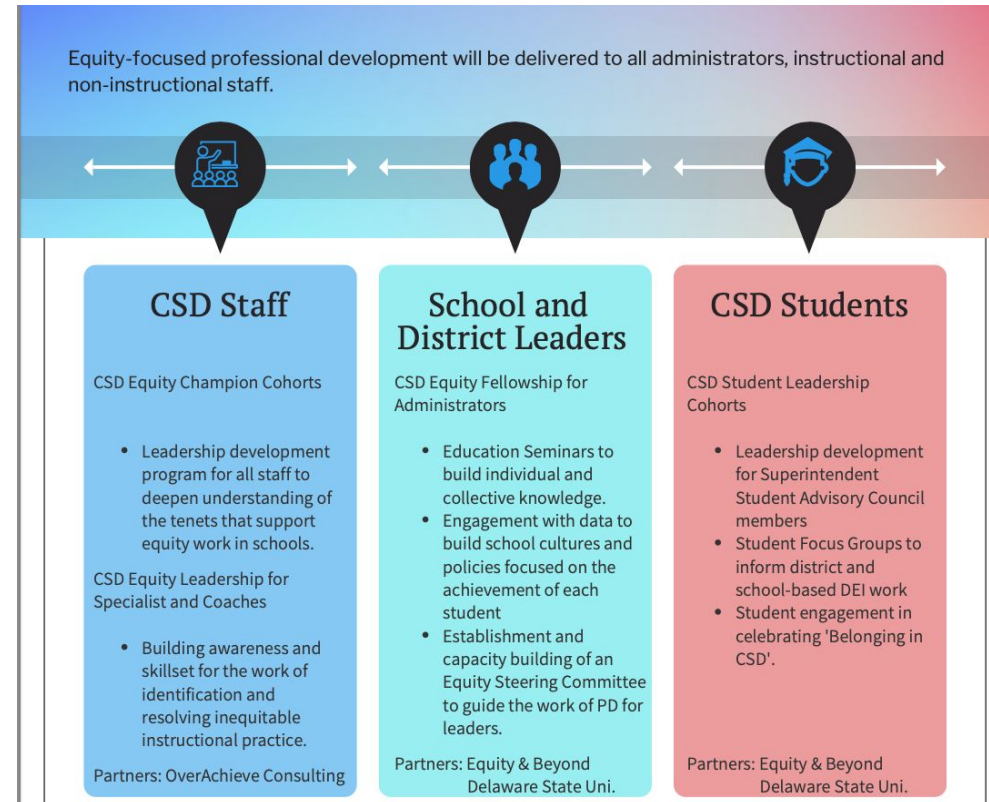 Equity-focused professional development will be delivered to all administrators, instructional and
non-instructional staff.
CSD Staff
CSD Equity Champion Cohorts
• Leadership development
program for all staff to
deepen understanding of
the tenets that support
equity work in schools.
CSD Equity Leadership for
Specialist and Coaches
• Building awareness and
skillset for the work of
identification and
resolving inequitable
instructional practice.
Partners: OverAchieve Consulting
School and
District Leaders
CSD Equity Fellowship for
Administrators
• Education Seminars to
build individual and
collective knowledge.
• Engagement with data to
build school cultures and
policies focused on the
achievement of each
student
• Establishment and
capacity building of an
Equity Steering Committee
to guide the work of PD for
leaders.
Partners: Equity & Beyond
Delaware State Uni.
CSD Students
CSD Student Leadership
Cohorts
• Leadership development
for Superintendent
Student Advisory Council
members
• Student Focus Groups to
inform district and
school-based DEI work
• Student engagement in
celebrating 'Belonging in
CSD'.
Partners: Equity & Beyond
Delaware State Uni.